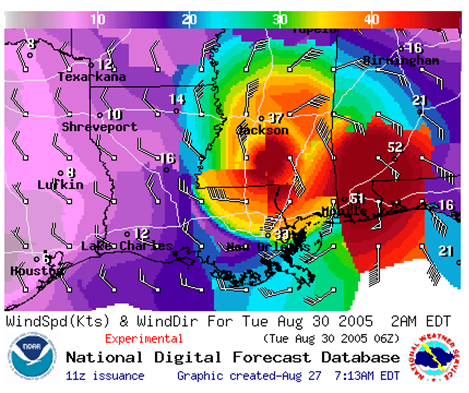 10 20 30 40
Tupelo
8 16
12 Birmingham
Texarkana
14 21
10 37
Shreveport Jackson
16 52
8
Lufkin
51 16
12 Mobile
Lake Charles New Orleans 21
Houston
WindSpd(Kts) & WindDir For Tue Aug 30 2005 2AM EDT
Experimental (Tue Aug 30 2005 06Z)
NOAA National Digital Forecast Database
11z issuance Graphic created-Aug 27 7:13AM EDT